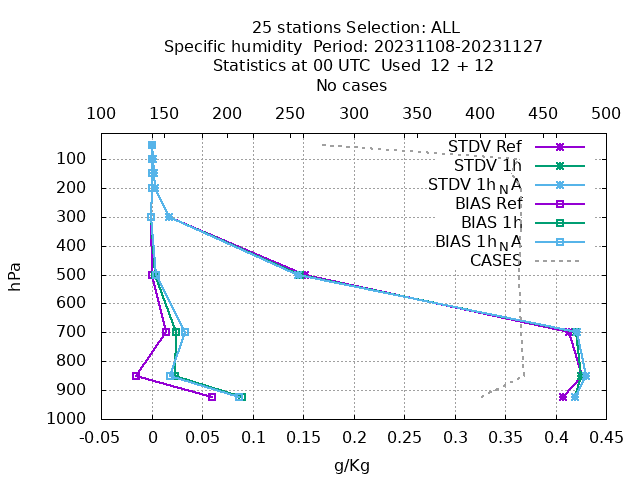 25 stations Selection: ALL
Specific humidity  Period: 20231108-20231127
Statistics at 00 UTC  Used  12 + 12
No cases
100 150 200 250 300 350 400 450 500
STDV Ref
STDV 1h
STDV 1h_NA
BIAS Ref
BIAS 1h
BIAS 1h_NA
CASES
hPa
100
200
300
400
500
600
700
800
900
1000
-0.05 0 0.05 0.1 0.15 0.2 0.25 0.3 0.35 0.4 0.45
g/Kg